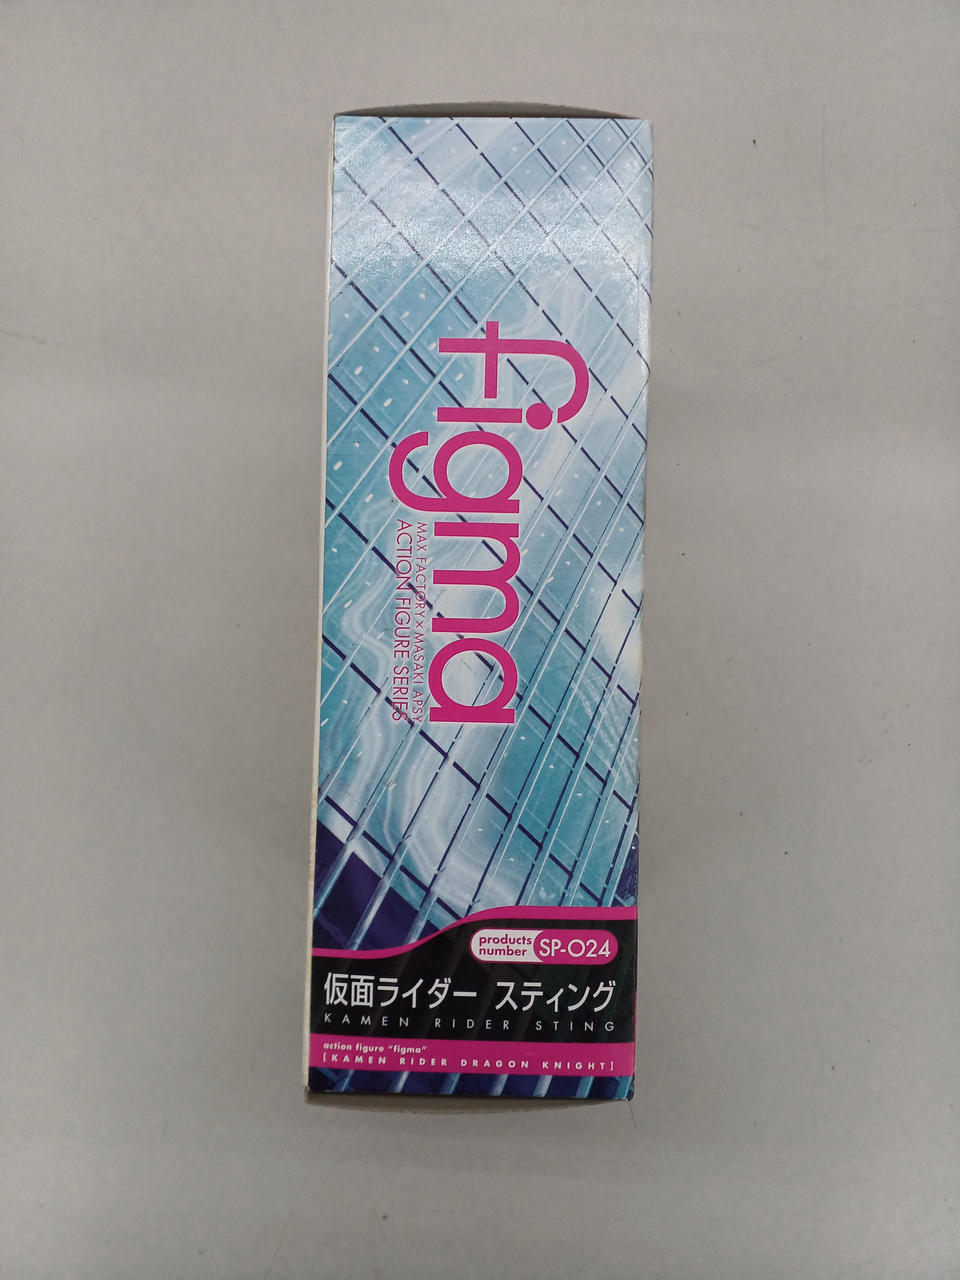 figma
MAX FACTORY × MASAKI APSY
ACTION FIGURE SERIES
products
number
SP-024
仮面ライダー スティング
KAMEN RIDER STING
action figure "figma"
[KAMEN RIDER DRAGON KNIGHT]